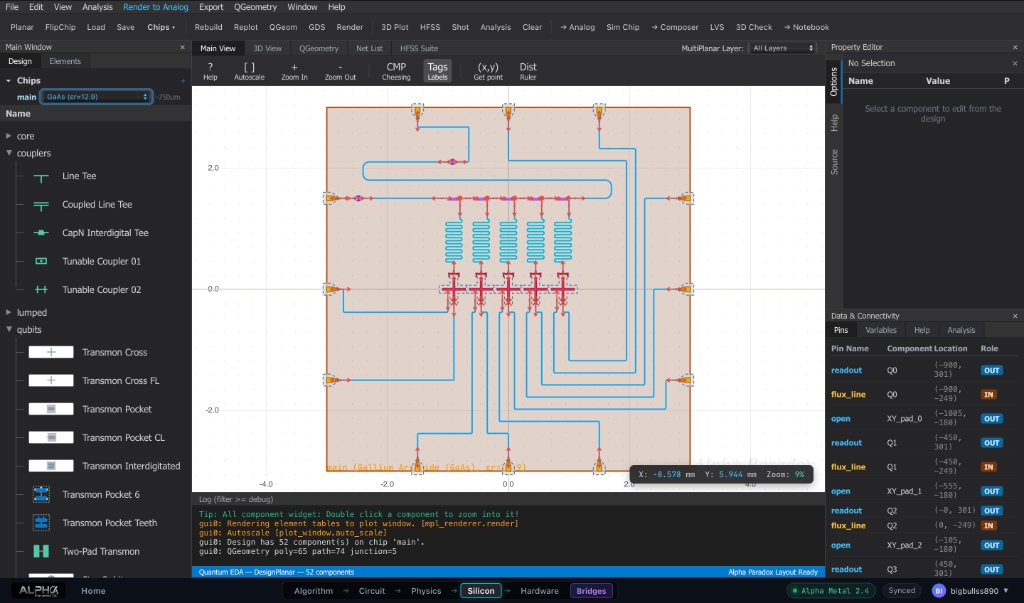 File Edit View Analysis Render to Analog Export QGeometry Window Help
Planar FlipChip Load Save Chips Rebuild Replot QGeom GDS Render 3D Plot HFSS Shot Analysis Clear → Analog Sim Chip → Composer LVS 3D Check → Notebook
Main Window ×
Design Elements
Chips +
main GaAs (εr=12.9) -750um
Name
core
couplers
Line Tee
Coupled Line Tee
CapN Interdigital Tee
Tunable Coupler 01
Tunable Coupler 02
lumped
qubits
Transmon Cross
Transmon Cross FL
Transmon Pocket
Transmon Pocket CL
Transmon Interdigitated
Transmon Pocket 6
Transmon Pocket Teeth
Two-Pad Transmon
Main View 3D View QGeometry Net List HFSS Suite
MultiPlanar Layer: All Layers
? [ ] + - CMP Tags (x,y) Dist
Help Autoscale Zoom In Zoom Out Cheesing Labels Get point Ruler
2.0
0.0
-2.0
-4.0 -2.0 0.0 2.0 4.0
X: -8.578 mm Y: 5.944 mm Zoom: 9%
Log (filter >= debug)
Tip: All component widget: Double click a component to zoom into it!
gui0: Rendering element tables to plot window. [mpl_renderer.render]
gui0: Autoscale [plot_window.auto_scale]
gui0: Design has 52 component(s) on chip 'main'.
gui0: QGeometry poly=65 path=74 junction=5
Quantum EDA — DesignPlanar — 52 components
Alpha Paradox Layout Ready
Property Editor ×
Options
Help
Source
No Selection
Name Value P
Select a component to edit from the
design
Data & Connectivity ×
Pins Variables Help Analysis
Pin Name Component Location Role
readout Q0 (-900, 301) OUT
flux_line Q0 (-900, -249) IN
open XY_pad_0 (-1005, -180) OUT
readout Q1 (-450, 301) OUT
flux_line Q1 (-450, -249) IN
open XY_pad_1 (-555, -180) OUT
readout Q2 (-0, 301) OUT
flux_line Q2 (0, -249) IN
open XY_pad_2 (-105, -180) OUT
readout Q3 (450, 301) OUT
ALPHA Home
Algorithm → Circuit → Physics → Silicon → Hardware Bridges
Alpha Metal 2.4 Synced BI bigbullss890